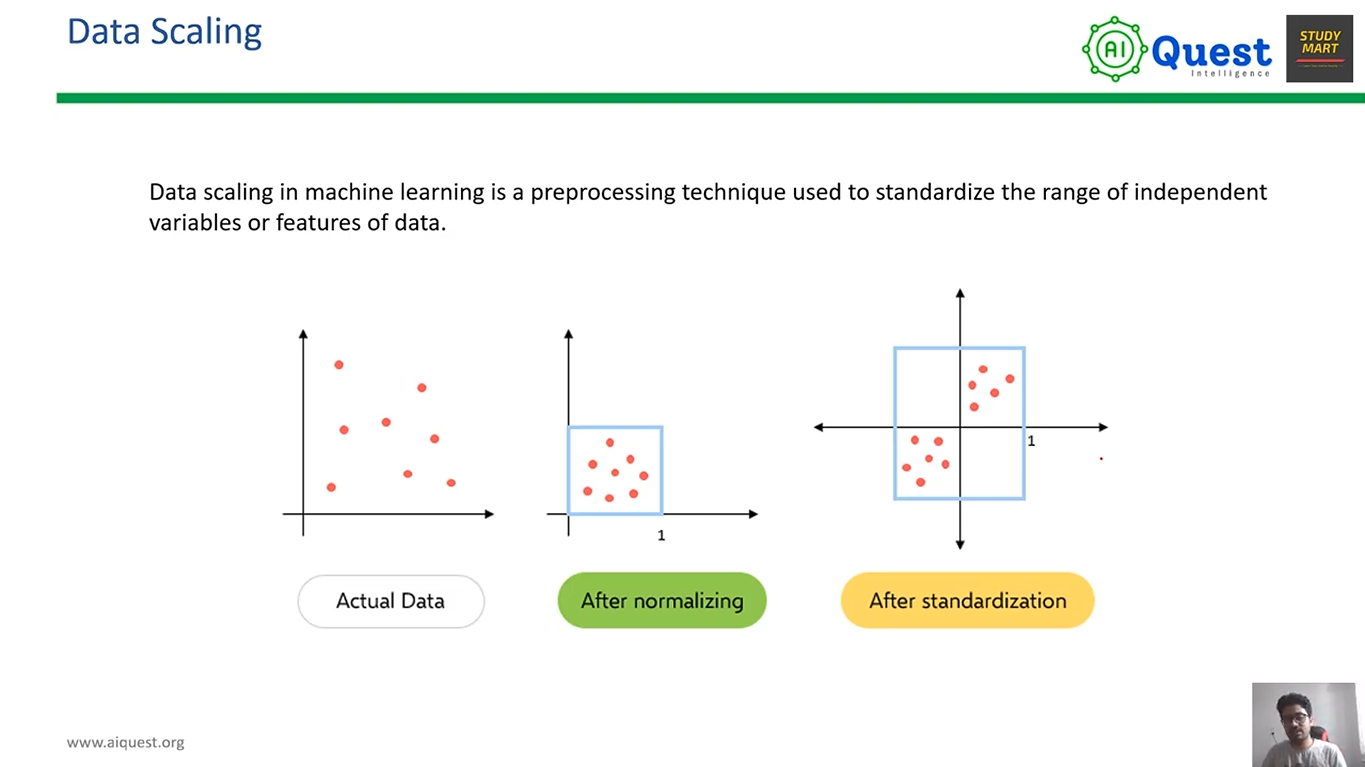 Data Scaling
AI Quest
Intelligence
STUDY
MART
Data scaling in machine learning is a preprocessing technique used to standardize the range of independent
variables or features of data.
1
1
Actual Data
After normalizing
After standardization
www.aiquest.org